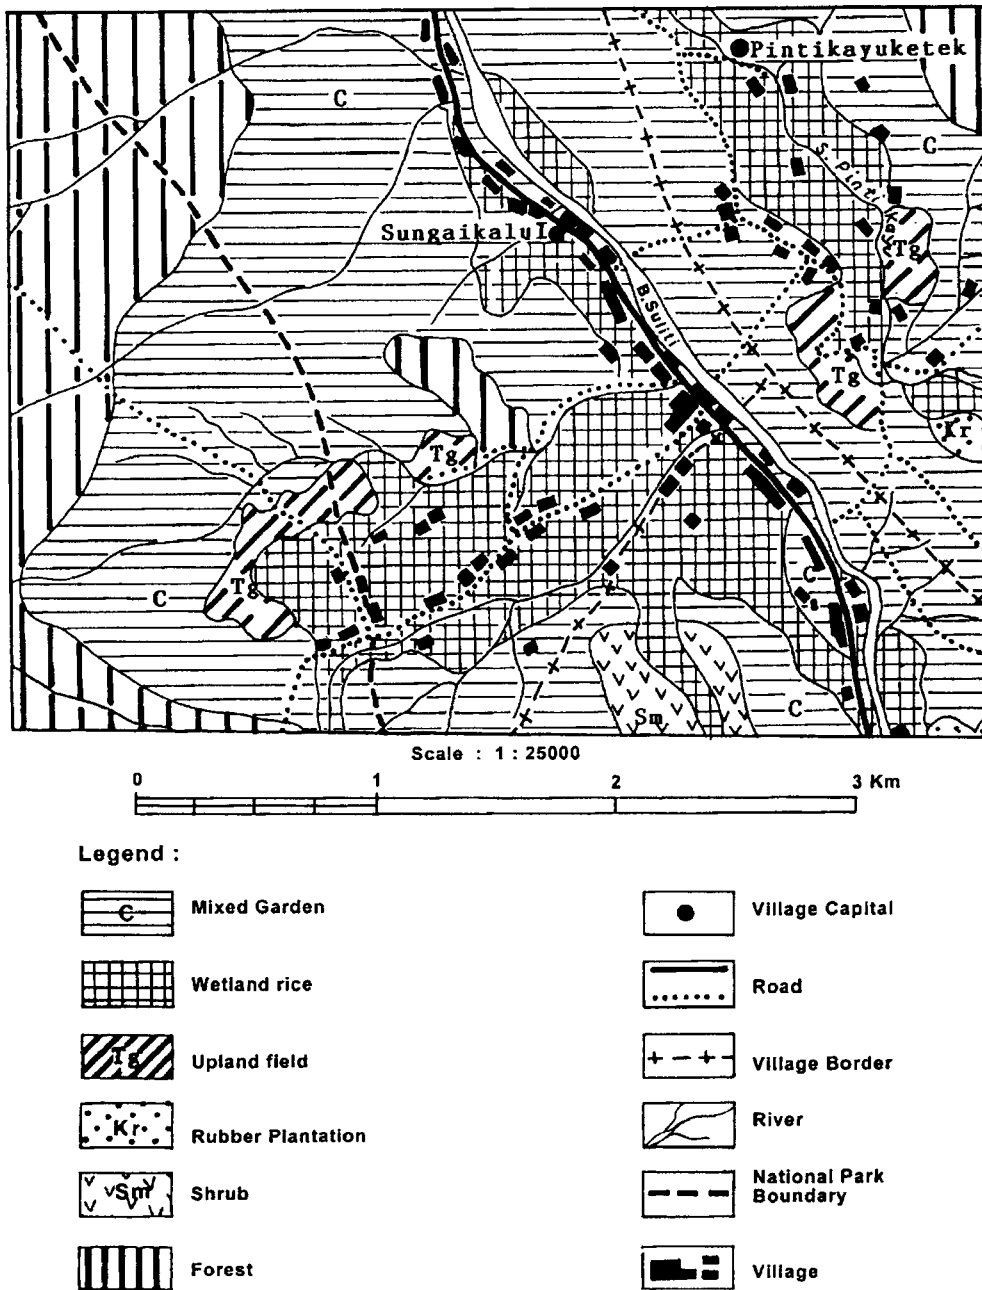 Pintikayuketek
C
C
S. Pinti
SungaikaluI
Tg
B. Suliti
Tg
Kr
Tg
Tg
C
C
Sm
C
Scale : 1 : 25000
0 1 2 3 Km
Legend :
C Mixed Garden
Wetland rice
Tg Upland field
Kr Rubber Plantation
Sm Shrub
Forest
Village Capital
Road
Village Border
River
National Park
Boundary
Village